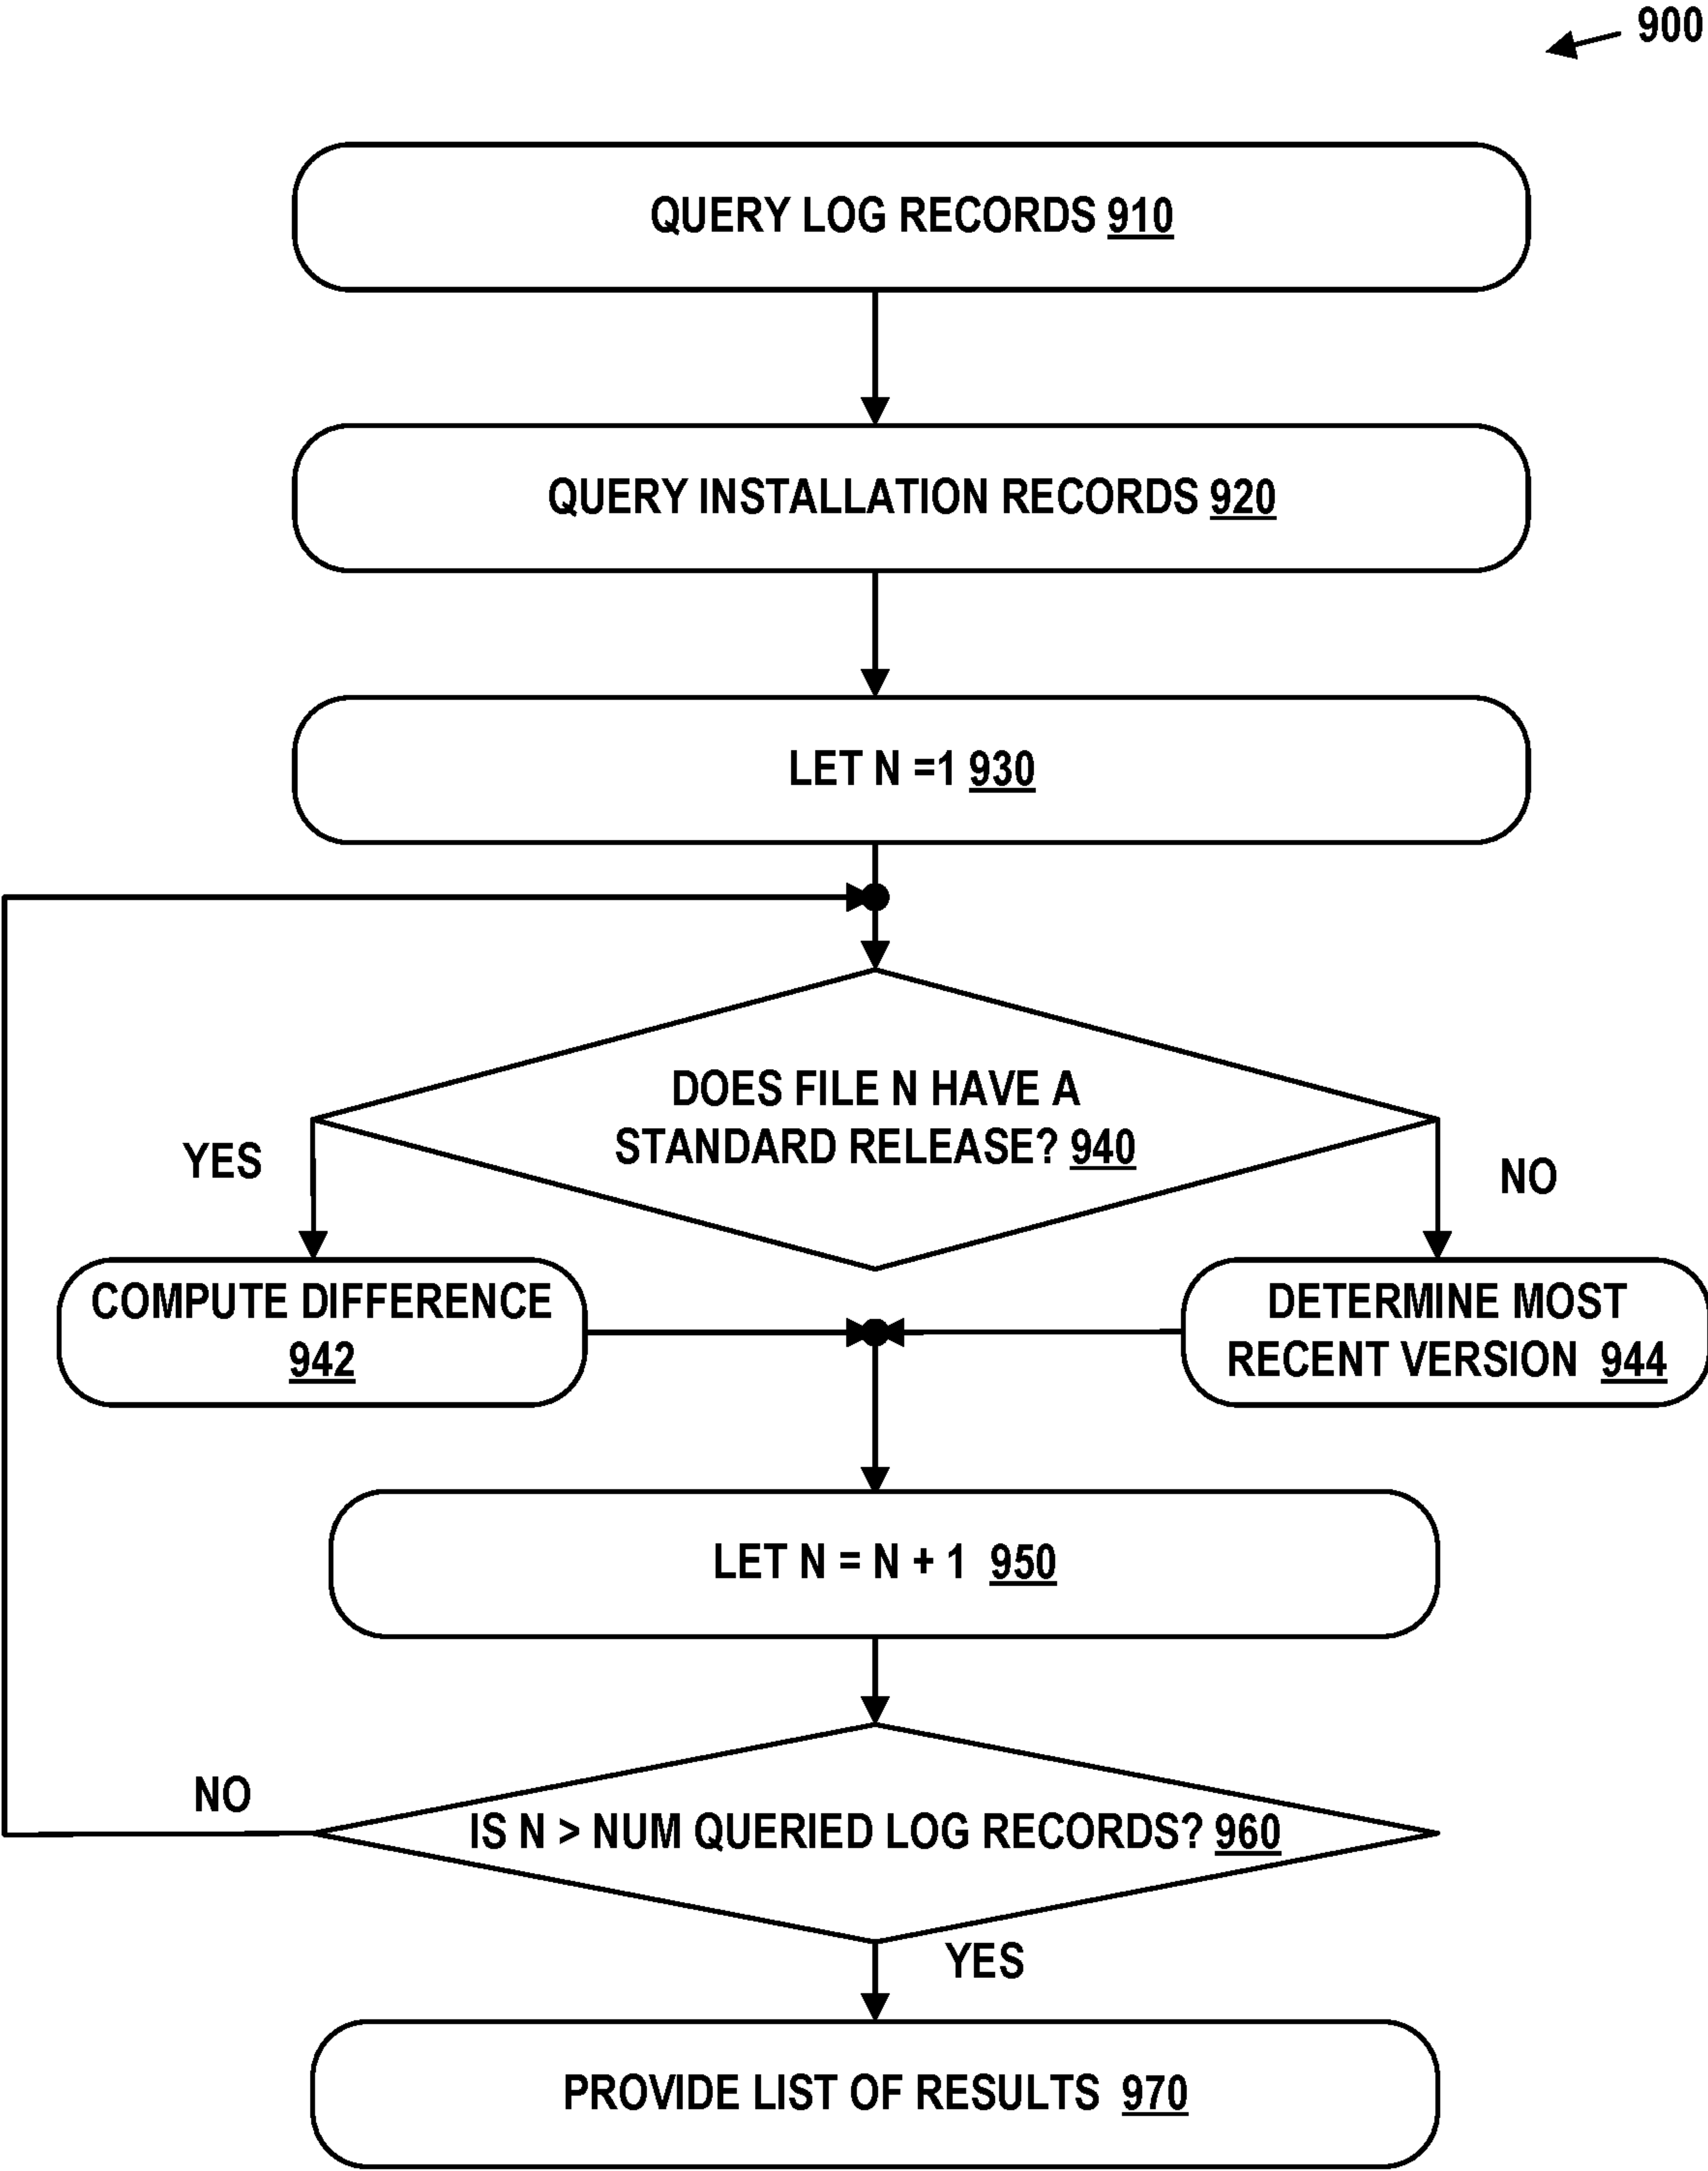 900
QUERY LOG RECORDS 910
QUERY INSTALLATION RECORDS 920
LET N =1 930
DOES FILE N HAVE A
STANDARD RELEASE? 940
YES
NO
COMPUTE DIFFERENCE
942
DETERMINE MOST
RECENT VERSION 944
LET N = N + 1 950
NO
IS N > NUM QUERIED LOG RECORDS? 960
YES
PROVIDE LIST OF RESULTS 970